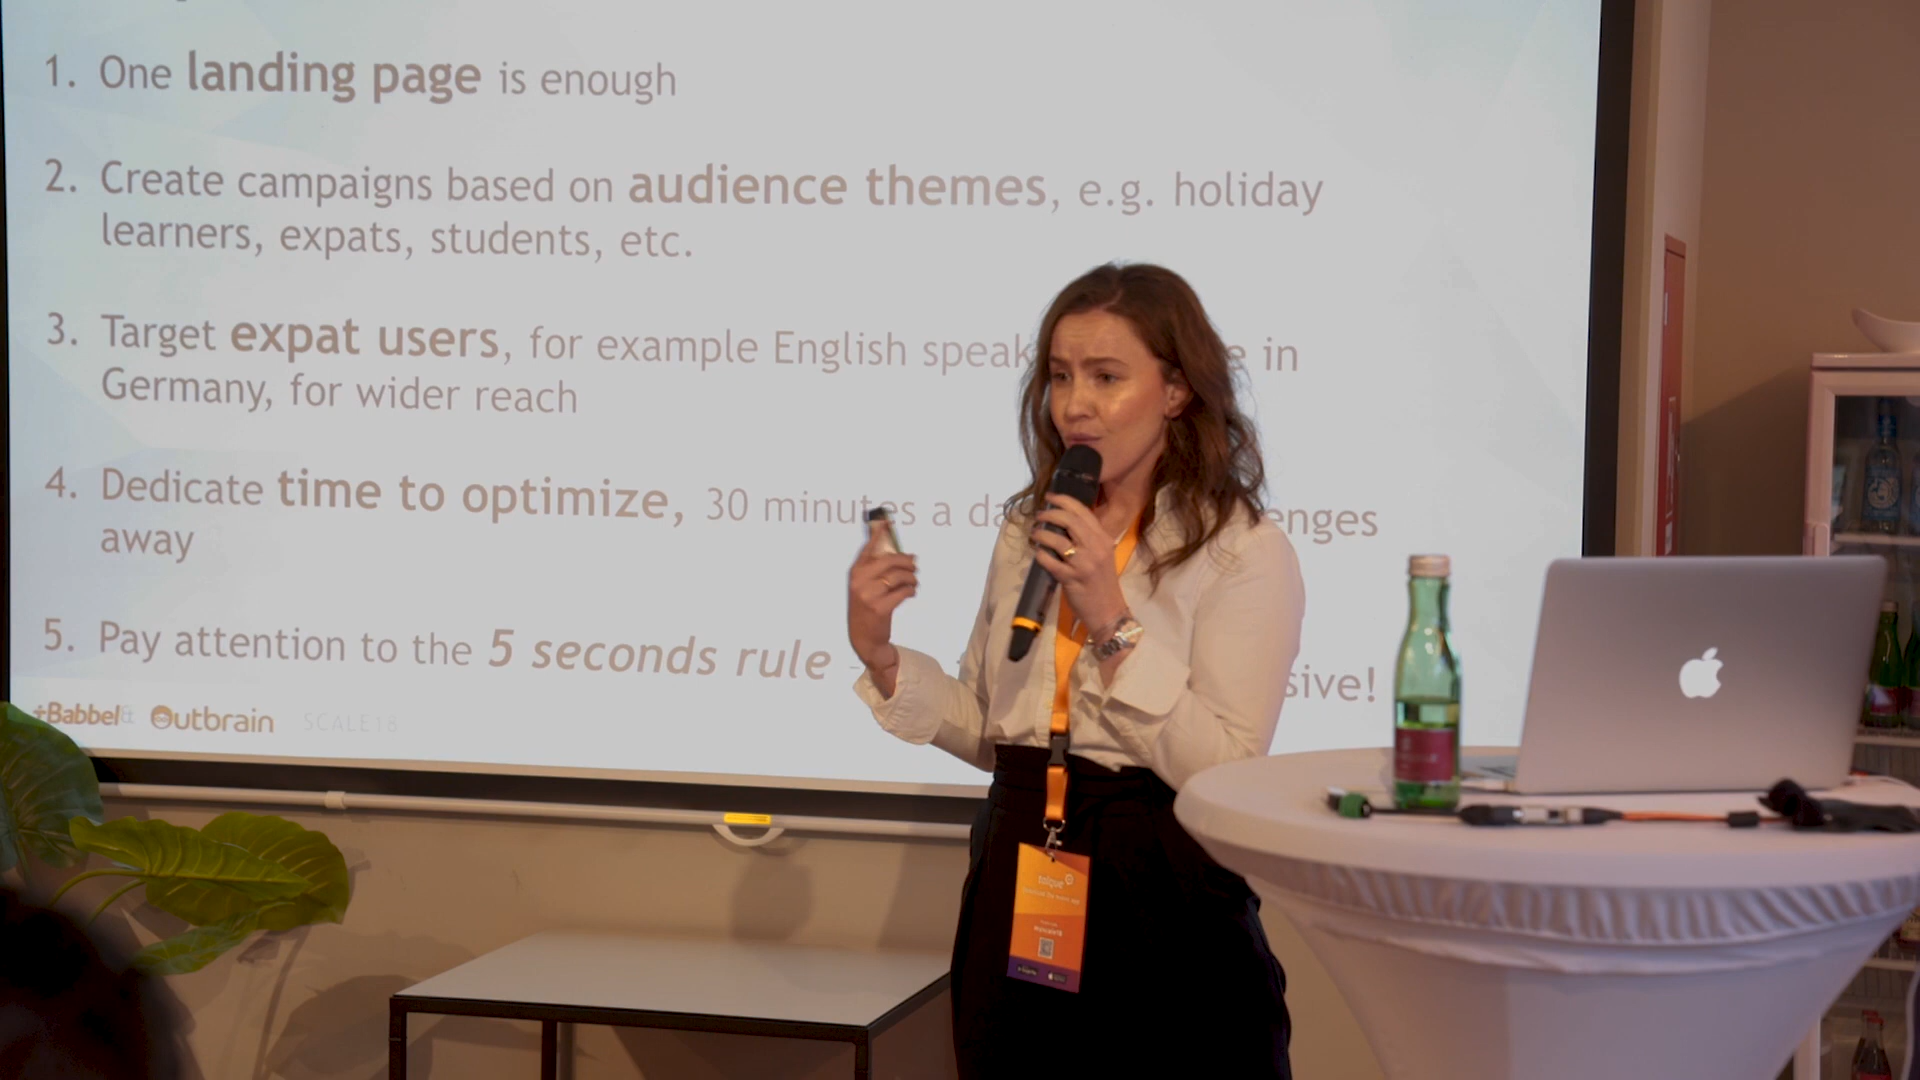 1. One landing page is enough
2. Create campaigns based on audience themes, e.g. holiday
learners, expats, students, etc.
3. Target expat users, for example English speak e in
Germany, for wider reach
4. Dedicate time to optimize, 30 minutes a da enges
away
5. Pay attention to the 5 seconds rule - sive!
+Babbel & Outbrain SCALE18